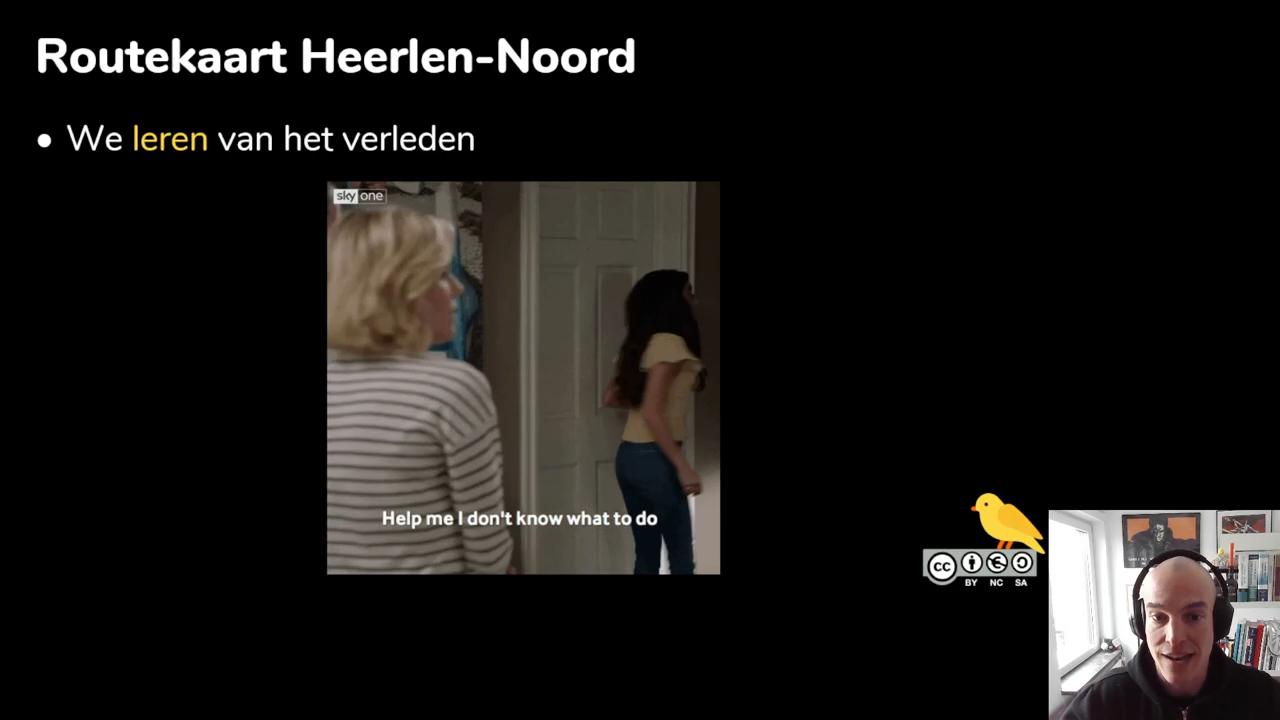 Routekaart Heerlen-Noord
• We leren van het verleden
sky one
Help me I don't know what to do
cc
BY NC SA